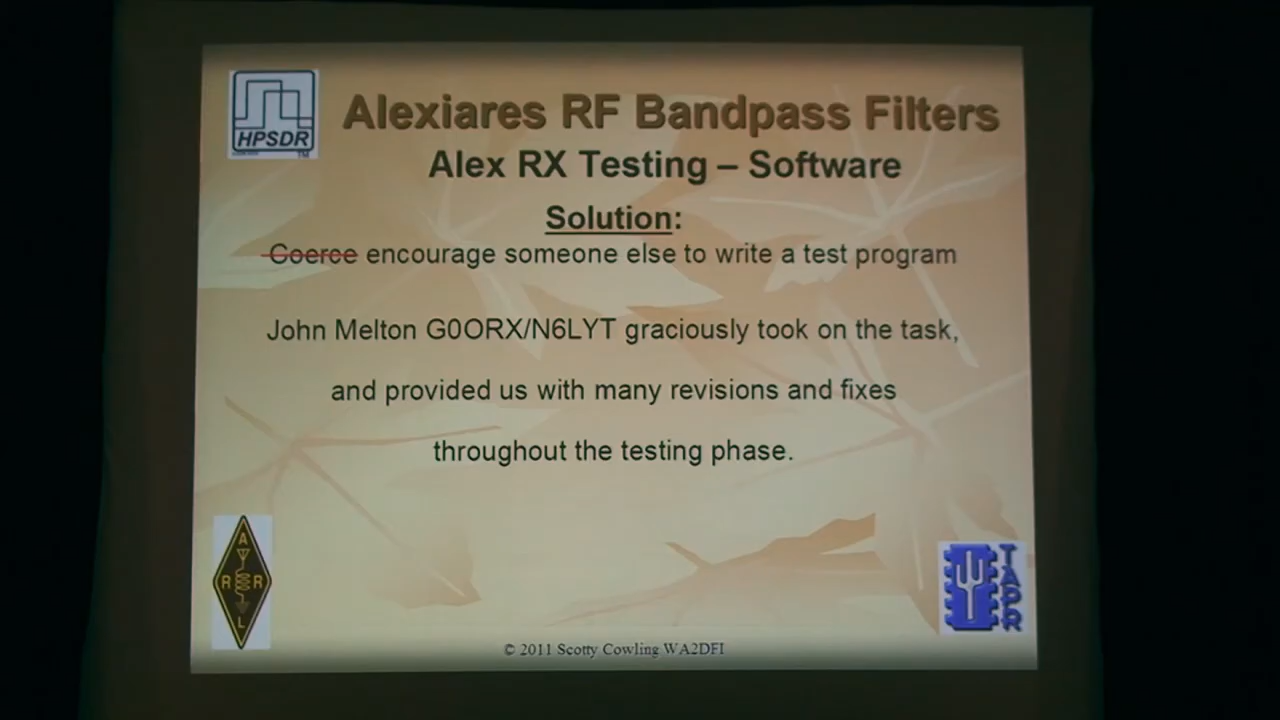 HPSDR
TM
Alexiares RF Bandpass Filters
Alex RX Testing – Software
Solution:
Coerce encourage someone else to write a test program
John Melton G0ORX/N6LYT graciously took on the task,
and provided us with many revisions and fixes
throughout the testing phase.
A
R R
L
TAPR
© 2011 Scotty Cowling WA2DFI